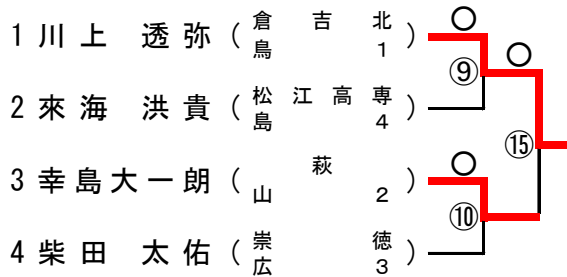 1 川上 透弥 (倉吉北 鳥1) ○
⑨ ○
2 來海 洪貴 (松江高専 島4)
⑮
3 幸島大一朗 (萩 山2) ○
⑩
4 柴田 太佑 (崇徳 広3)